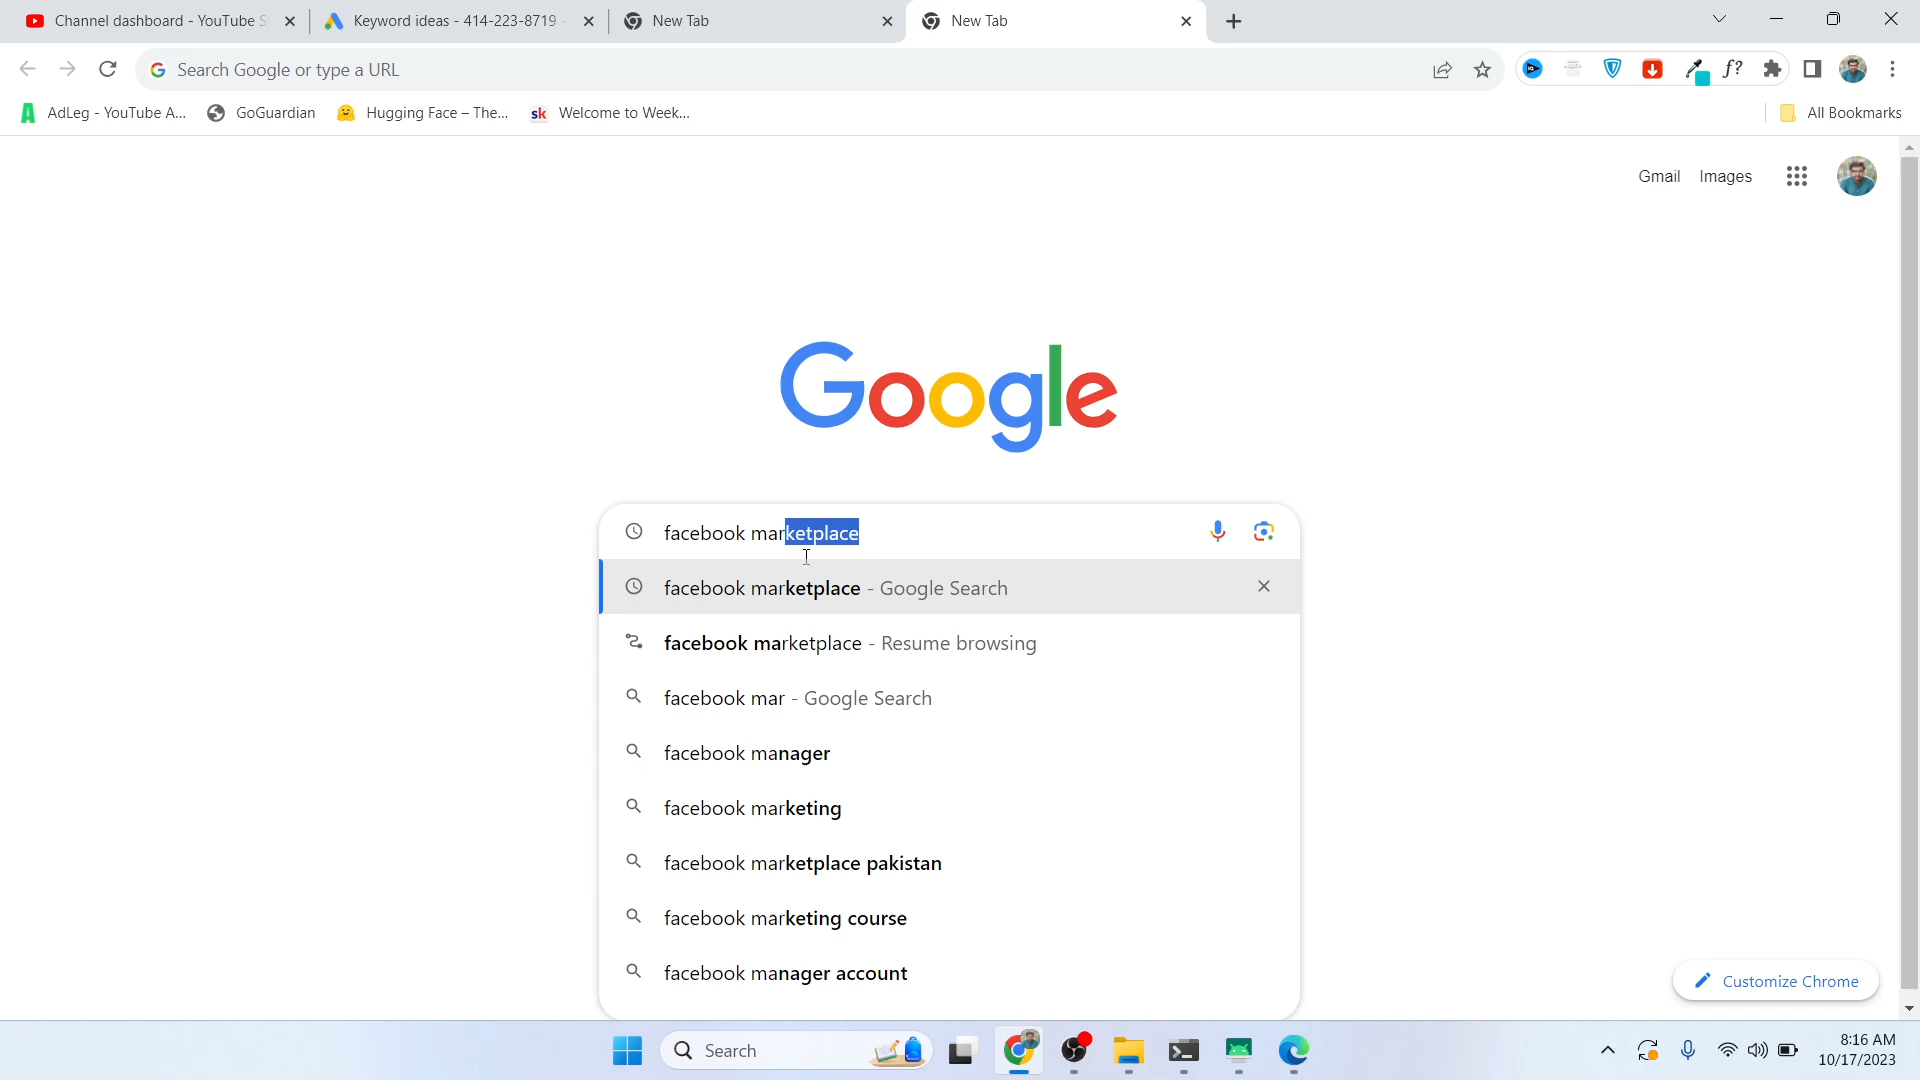 Channel dashboard - YouTube S
Keyword ideas - 414-223-8719 -
New Tab
New Tab
Search Google or type a URL
f?
AdLeg - YouTube A...
GoGuardian
Hugging Face – The...
sk Welcome to Week...
All Bookmarks
Gmail
Images
Google
facebook marketplace
facebook marketplace - Google Search
facebook marketplace - Resume browsing
facebook mar - Google Search
facebook manager
facebook marketing
facebook marketplace pakistan
facebook marketing course
facebook manager account
Customize Chrome
Search
8:16 AM
10/17/2023